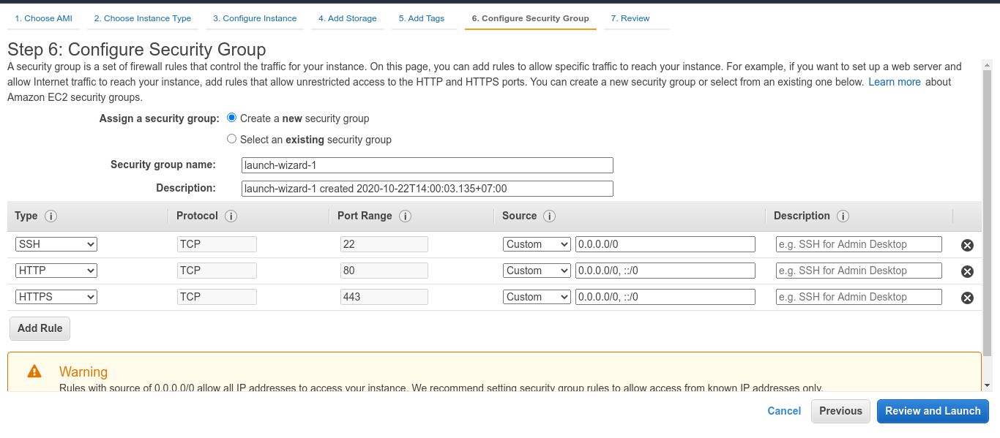 1. Choose AMI 2. Choose Instance Type 3. Configure Instance 4. Add Storage 5. Add Tags 6. Configure Security Group 7. Review
Step 6: Configure Security Group
A security group is a set of firewall rules that control the traffic for your instance. On this page, you can add rules to allow specific traffic to reach your instance. For example, if you want to set up a web server and
allow Internet traffic to reach your instance, add rules that allow unrestricted access to the HTTP and HTTPS ports. You can create a new security group or select from an existing one below. Learn more about
Amazon EC2 security groups.
Assign a security group: Create a new security group
Select an existing security group
Security group name: launch-wizard-1
Description: launch-wizard-1 created 2020-10-22T14:00:03.135+07:00
Type i Protocol i Port Range i Source i Description i
SSH TCP 22 Custom 0.0.0.0/0 e.g. SSH for Admin Desktop
HTTP TCP 80 Custom 0.0.0.0/0, ::/0 e.g. SSH for Admin Desktop
HTTPS TCP 443 Custom 0.0.0.0/0, ::/0 e.g. SSH for Admin Desktop
Add Rule
Warning
Rules with source of 0.0.0.0/0 allow all IP addresses to access your instance. We recommend setting security group rules to allow access from known IP addresses only.
Cancel Previous Review and Launch